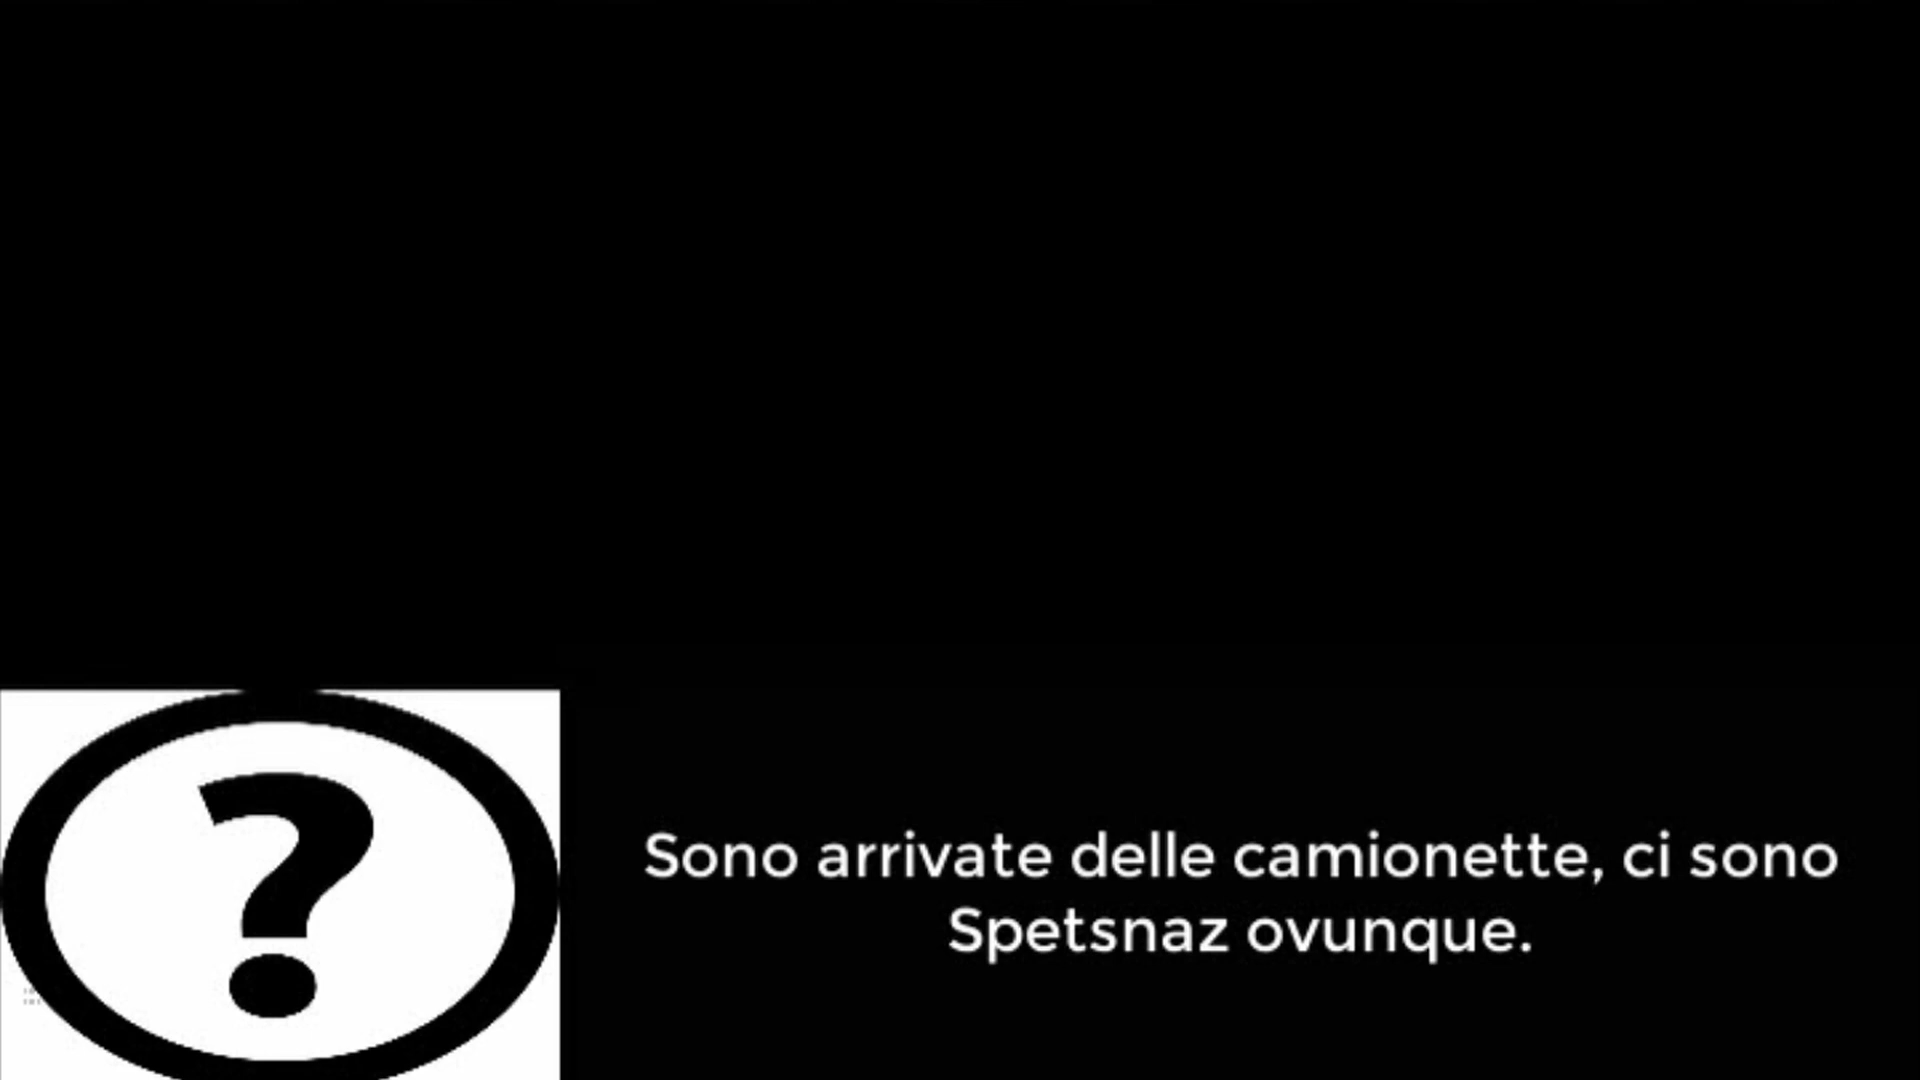 ?
Sono arrivate delle camionette, ci sono
Spetsnaz ovunque.